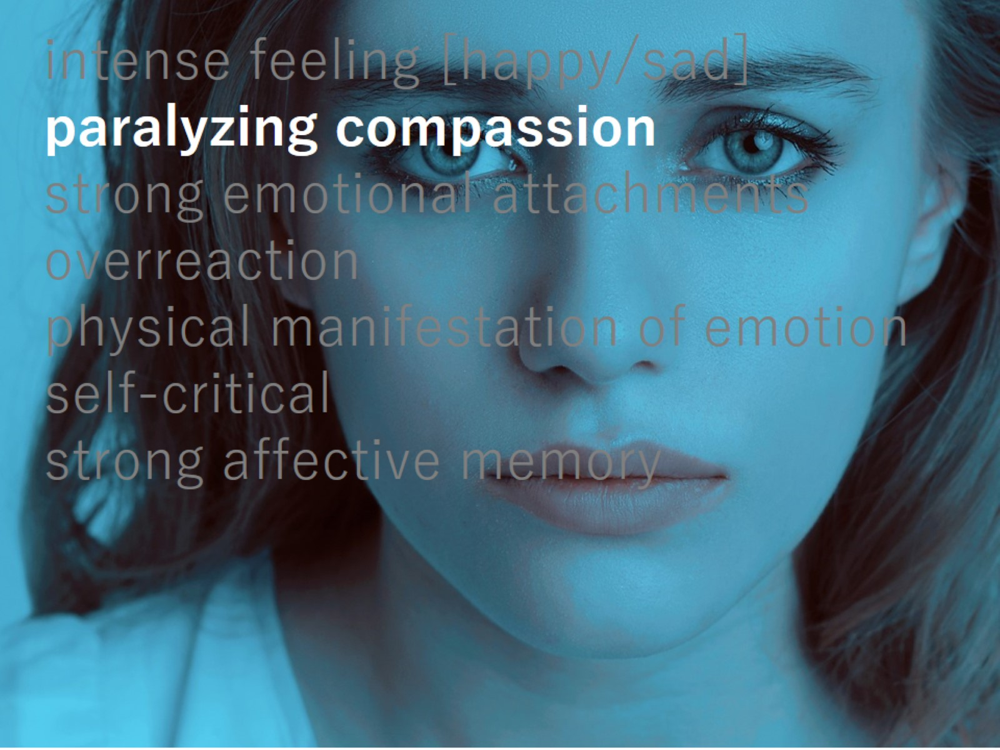 intense feeling [happy/sad]
paralyzing compassion
strong emotional attachments
overreaction
physical manifestation of emotion
self-critical
strong affective memory